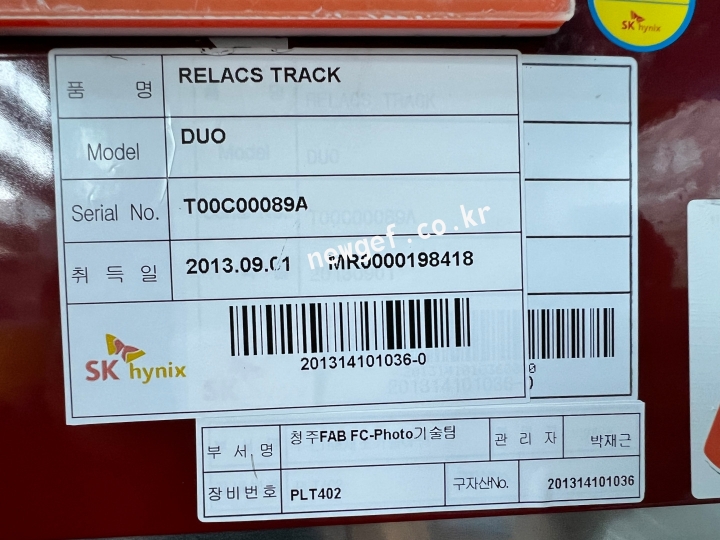 SK hynix
품 명 RELACS TRACK
Model DUO
Serial No. T00C00089A
취 득 일 2013.09.01 MR0000198418
newgef.co.kr
SK hynix
201314101036-0
부 서 명 청주FAB FC-Photo기술팀 관 리 자 박재근
장비번호 PLT402 구자산No. 201314101036